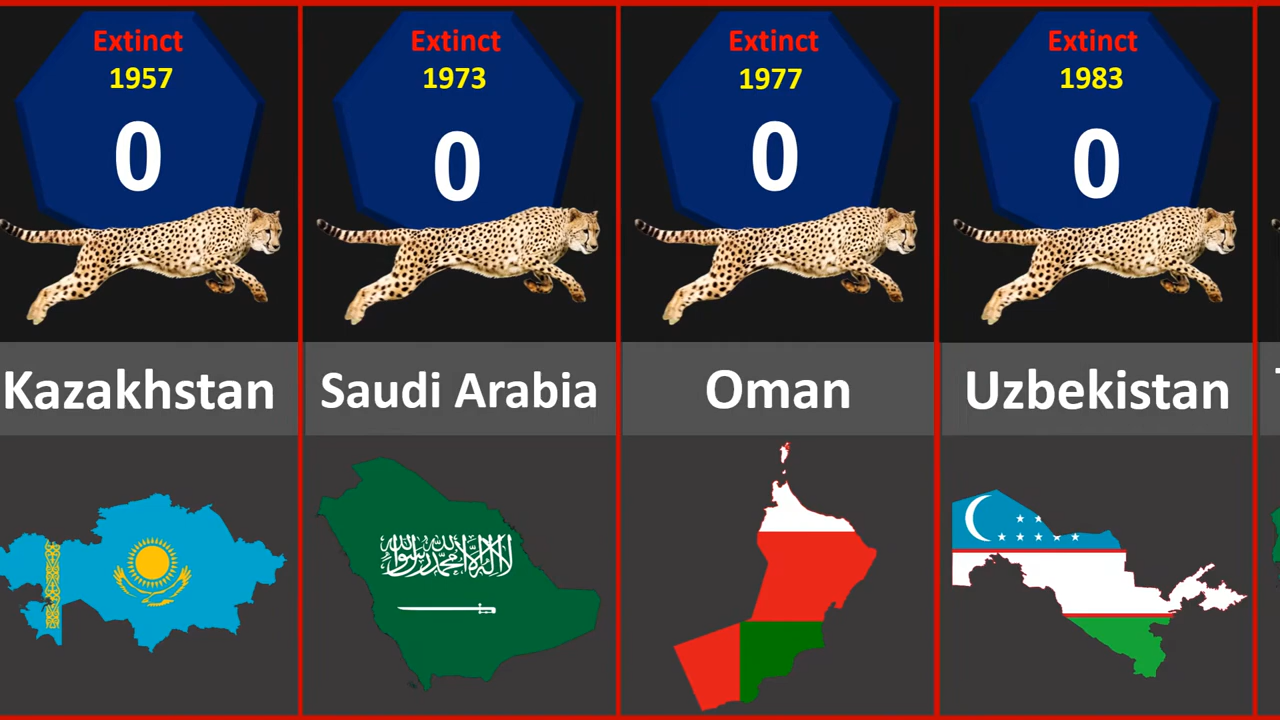 Extinct
1957
0
Kazakhstan
Extinct
1973
0
Saudi Arabia
لا إله إلا الله محمد رسول الله
Extinct
1977
0
Oman
Extinct
1983
0
Uzbekistan